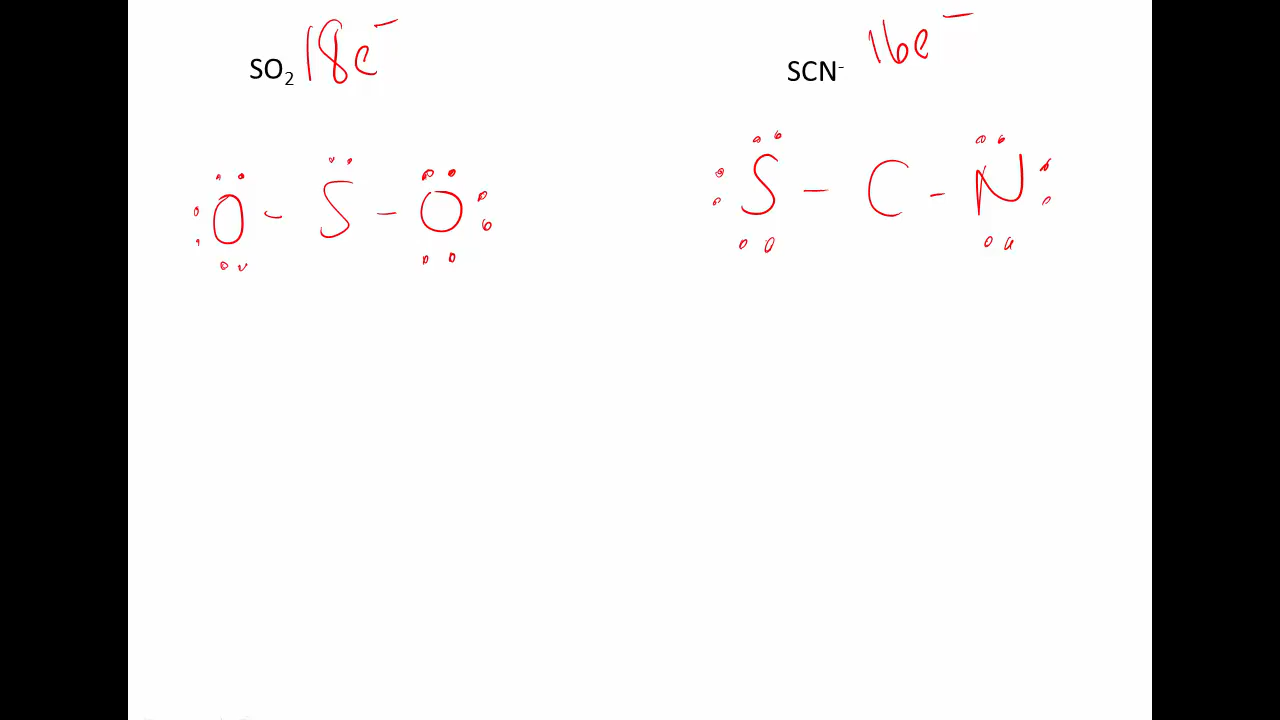 SO₂ 18e⁻
SCN⁻ 16e⁻
O - S - O
S - C - N